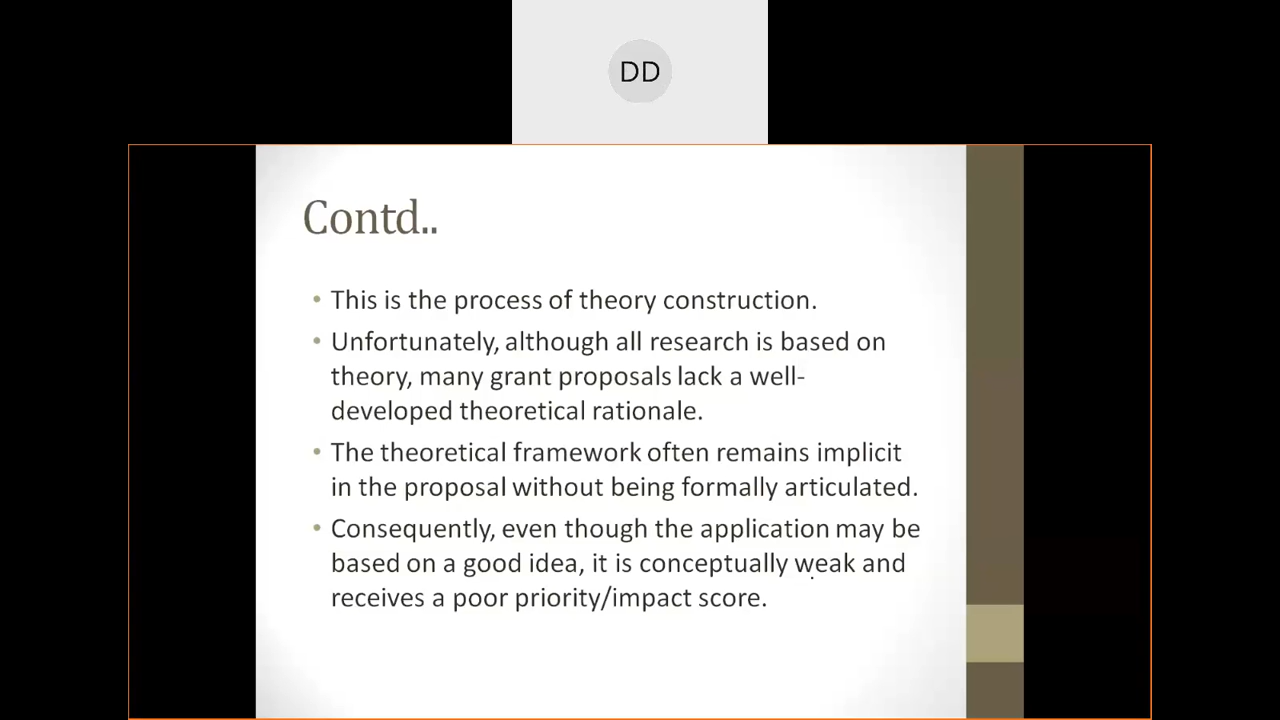 DD
Contd..
• This is the process of theory construction.
• Unfortunately, although all research is based on
theory, many grant proposals lack a well-
developed theoretical rationale.
• The theoretical framework often remains implicit
in the proposal without being formally articulated.
• Consequently, even though the application may be
based on a good idea, it is conceptually weak and
receives a poor priority/impact score.